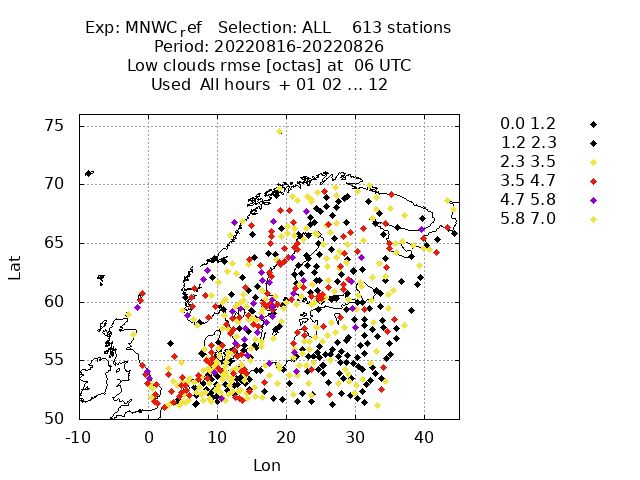 Exp: MNWC_ref Selection: ALL 613 stations
Period: 20220816-20220826
Low clouds rmse [octas] at 06 UTC
Used All hours + 01 02 ... 12
0.0 1.2
1.2 2.3
2.3 3.5
3.5 4.7
4.7 5.8
5.8 7.0
75
70
65
60
55
50
Lat
-10 0 10 20 30 40
Lon